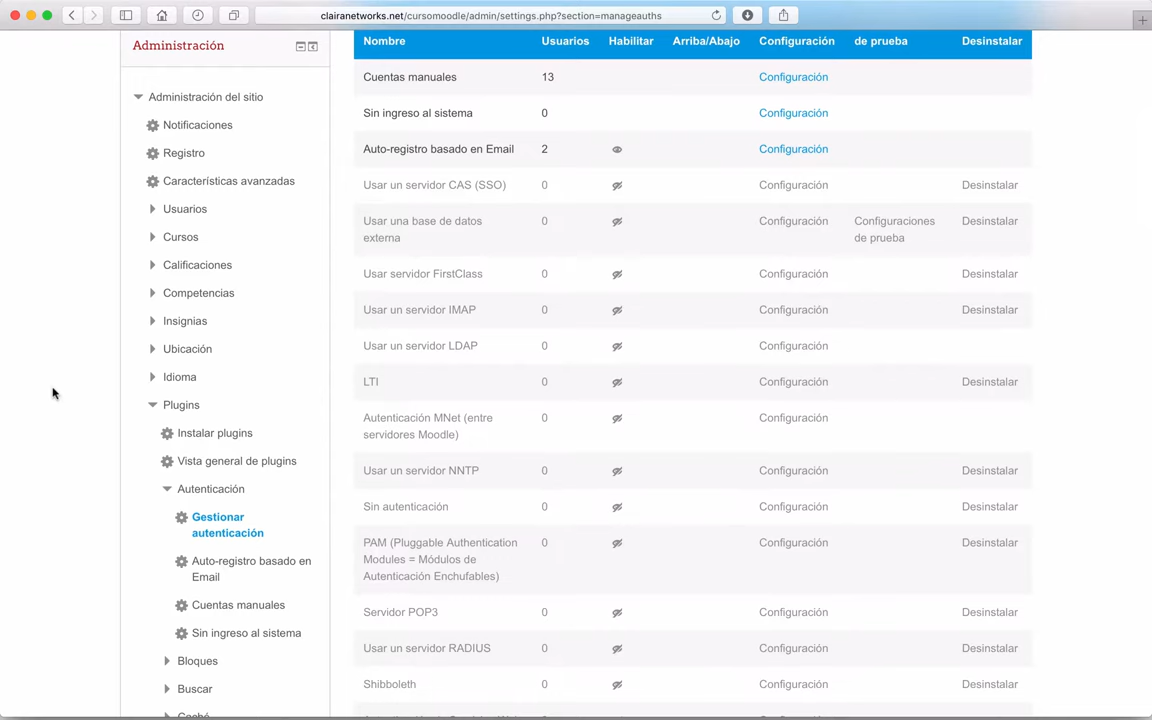 clairanetworks.net/cursomoodle/admin/settings.php?section=manageauths
Administración
Administración del sitio
Notificaciones
Registro
Características avanzadas
Usuarios
Cursos
Calificaciones
Competencias
Insignias
Ubicación
Idioma
Plugins
Instalar plugins
Vista general de plugins
Autenticación
Gestionar
autenticación
Auto-registro basado en
Email
Cuentas manuales
Sin ingreso al sistema
Bloques
Buscar
Caché
Nombre Usuarios Habilitar Arriba/Abajo Configuración de prueba Desinstalar
Cuentas manuales 13 Configuración
Sin ingreso al sistema 0 Configuración
Auto-registro basado en Email 2 Configuración
Usar un servidor CAS (SSO) 0 Configuración Desinstalar
Usar una base de datos 0 Configuración Configuraciones Desinstalar
externa de prueba
Usar servidor FirstClass 0 Configuración Desinstalar
Usar un servidor IMAP 0 Configuración Desinstalar
Usar un servidor LDAP 0 Configuración
LTI 0 Configuración Desinstalar
Autenticación MNet (entre 0 Configuración
servidores Moodle)
Usar un servidor NNTP 0 Configuración Desinstalar
Sin autenticación 0 Configuración Desinstalar
PAM (Pluggable Authentication 0 Configuración Desinstalar
Modules = Módulos de
Autenticación Enchufables)
Servidor POP3 0 Configuración Desinstalar
Usar un servidor RADIUS 0 Configuración Desinstalar
Shibboleth 0 Configuración Desinstalar